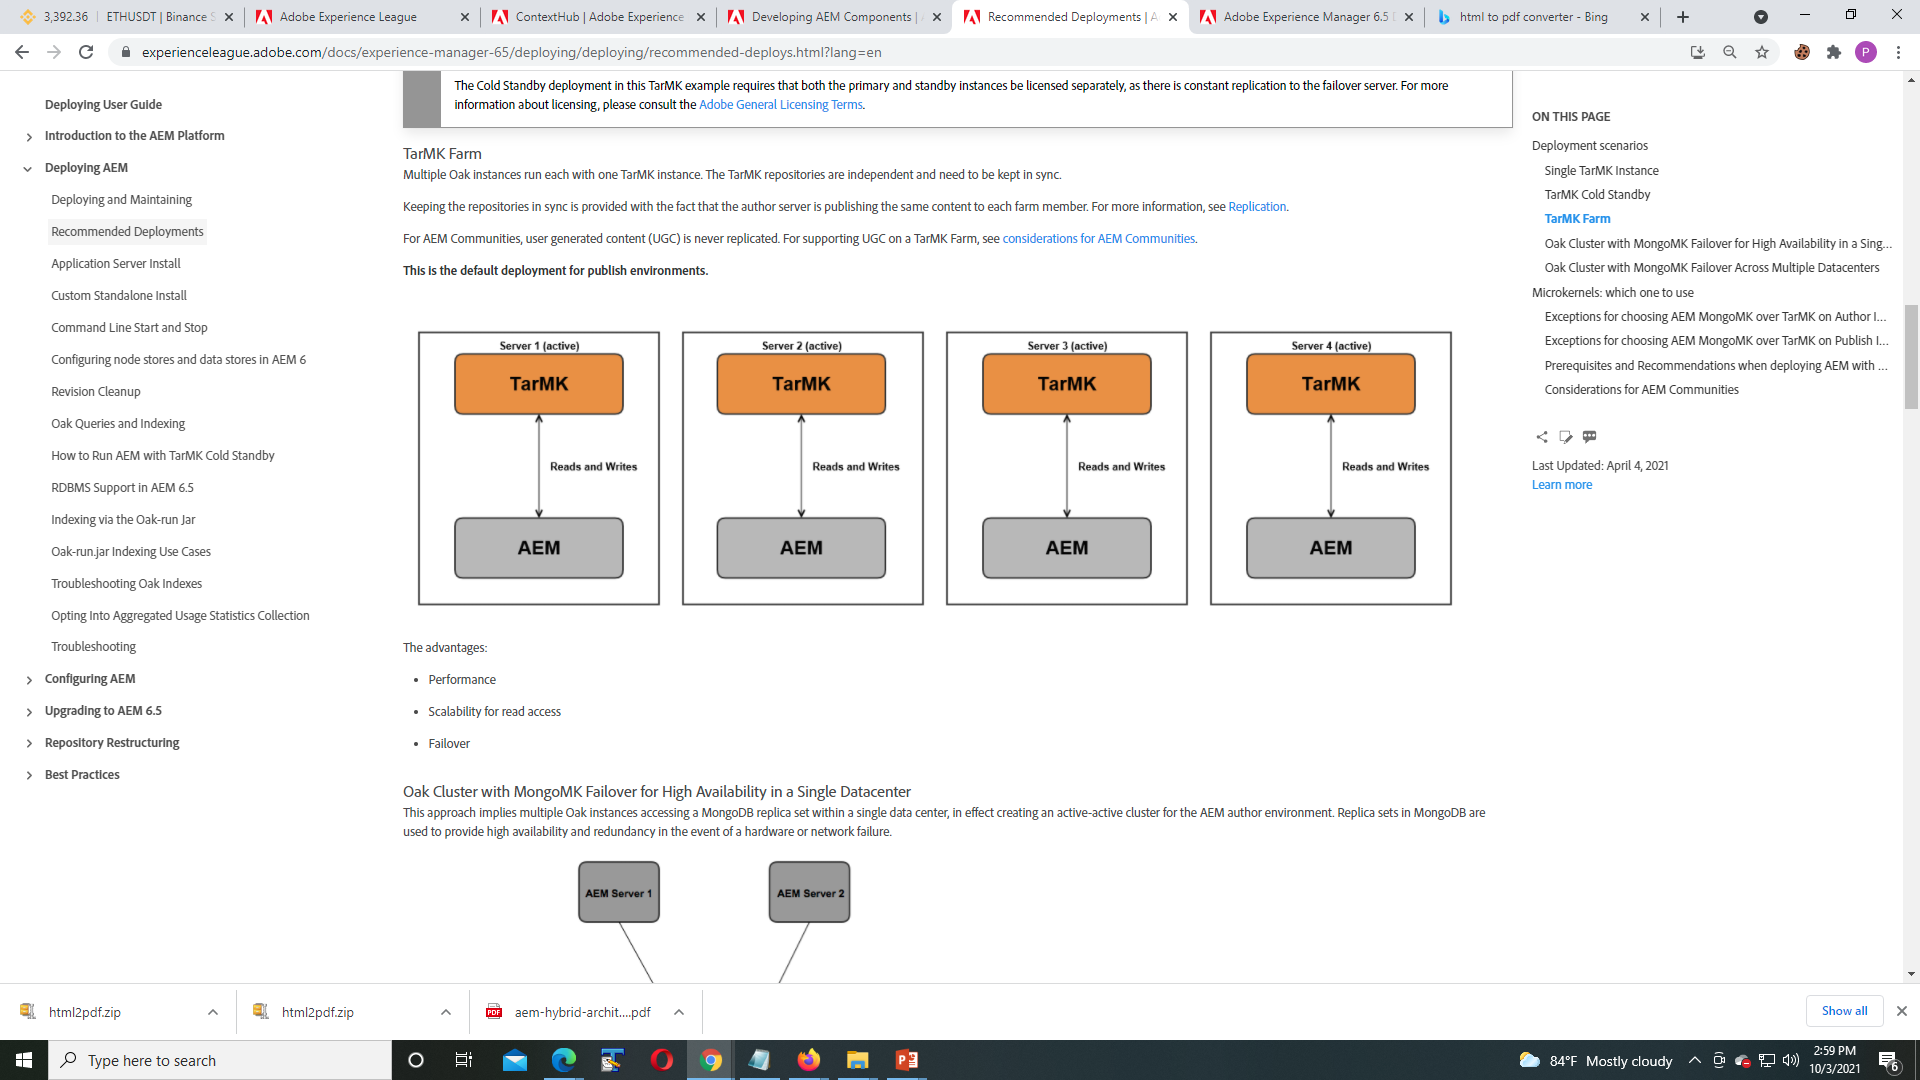 3,392.36 | ETHUSDT | Binance S
Adobe Experience League
ContextHub | Adobe Experience
Developing AEM Components |
Recommended Deployments | A
Adobe Experience Manager 6.5 D
html to pdf converter - Bing
experienceleague.adobe.com/docs/experience-manager-65/deploying/deploying/recommended-deploys.html?lang=en
P
Deploying User Guide
Introduction to the AEM Platform
Deploying AEM
Deploying and Maintaining
Recommended Deployments
Application Server Install
Custom Standalone Install
Command Line Start and Stop
Configuring node stores and data stores in AEM 6
Revision Cleanup
Oak Queries and Indexing
How to Run AEM with TarMK Cold Standby
RDBMS Support in AEM 6.5
Indexing via the Oak-run Jar
Oak-run.jar Indexing Use Cases
Troubleshooting Oak Indexes
Opting Into Aggregated Usage Statistics Collection
Troubleshooting
Configuring AEM
Upgrading to AEM 6.5
Repository Restructuring
Best Practices
The Cold Standby deployment in this TarMK example requires that both the primary and standby instances be licensed separately, as there is constant replication to the failover server. For more
information about licensing, please consult the Adobe General Licensing Terms.
TarMK Farm
Multiple Oak instances run each with one TarMK instance. The TarMK repositories are independent and need to be kept in sync.
Keeping the repositories in sync is provided with the fact that the author server is publishing the same content to each farm member. For more information, see Replication.
For AEM Communities, user generated content (UGC) is never replicated. For supporting UGC on a TarMK Farm, see considerations for AEM Communities.
This is the default deployment for publish environments.
Server 1 (active)
TarMK
Reads and Writes
AEM
Server 2 (active)
TarMK
Reads and Writes
AEM
Server 3 (active)
TarMK
Reads and Writes
AEM
Server 4 (active)
TarMK
Reads and Writes
AEM
The advantages:
Performance
Scalability for read access
Failover
Oak Cluster with MongoMK Failover for High Availability in a Single Datacenter
This approach implies multiple Oak instances accessing a MongoDB replica set within a single data center, in effect creating an active-active cluster for the AEM author environment. Replica sets in MongoDB are
used to provide high availability and redundancy in the event of a hardware or network failure.
AEM Server 1
AEM Server 2
ON THIS PAGE
Deployment scenarios
Single TarMK Instance
TarMK Cold Standby
TarMK Farm
Oak Cluster with MongoMK Failover for High Availability in a Sing...
Oak Cluster with MongoMK Failover Across Multiple Datacenters
Microkernels: which one to use
Exceptions for choosing AEM MongoMK over TarMK on Author I...
Exceptions for choosing AEM MongoMK over TarMK on Publish I...
Prerequisites and Recommendations when deploying AEM with ...
Considerations for AEM Communities
Last Updated: April 4, 2021
Learn more
html2pdf.zip
html2pdf.zip
PDF
aem-hybrid-archit....pdf
Show all
Type here to search
84°F Mostly cloudy
2:59 PM
10/3/2021
6